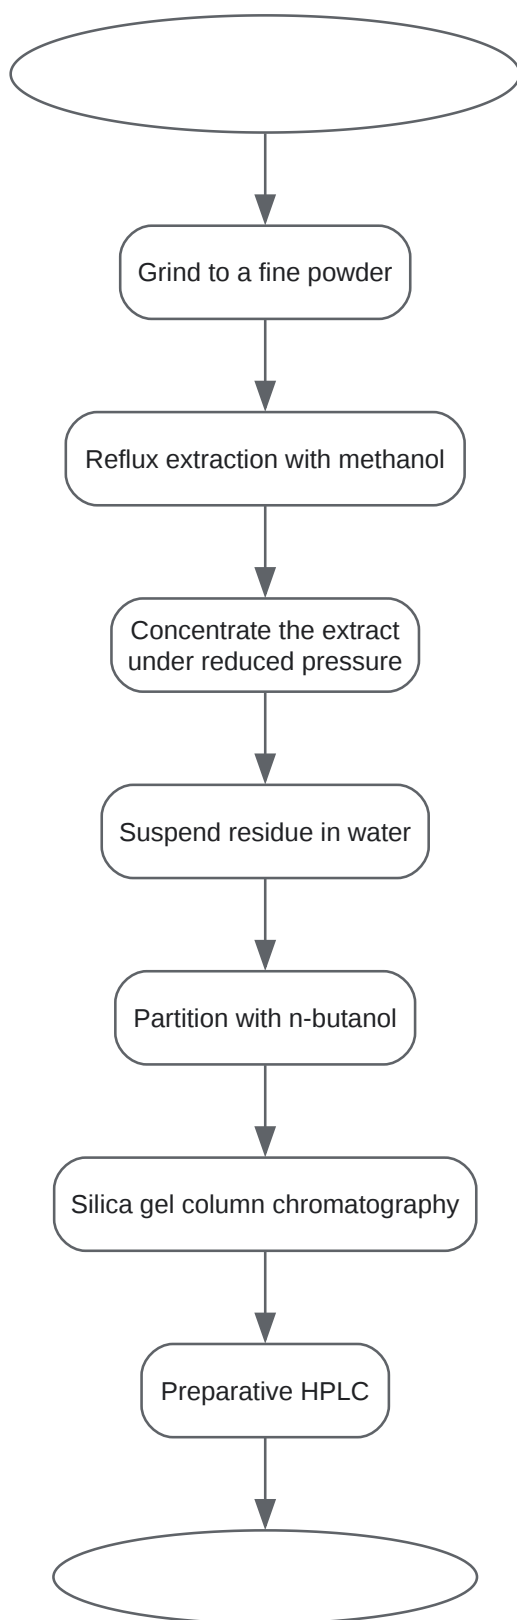 Grind to a fine powder
Reflux extraction with methanol
Concentrate the extract
under reduced pressure
Suspend residue in water
Partition with n-butanol
Silica gel column chromatography
Preparative HPLC